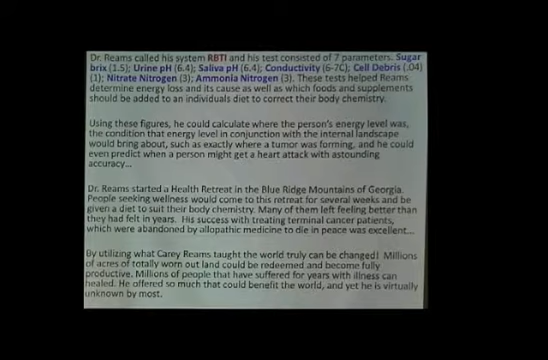 Dr. Reams called his system RBTI and his test consisted of 7 parameters. Sugar
brix (1.5); Urine pH (6.4); Saliva pH (6.4); Conductivity (6-7C); Cell Debris (.04)
(1); Nitrate Nitrogen (3); Ammonia Nitrogen (3). These tests helped Reams
determine energy loss and its cause as well as which foods and supplements
should be added to an individuals diet to correct their body chemistry.
Using these figures, he could calculate where the person's energy level was,
the condition that energy level in conjunction with the internal landscape
would bring about, such as exactly where a tumor was forming, and he could
even predict when a person might get a heart attack with astounding
accuracy...
Dr. Reams started a Health Retreat in the Blue Ridge Mountains of Georgia.
People seeking wellness would come to this retreat for several weeks and be
given a diet to suit their body chemistry. Many of them left feeling better than
they had felt in years. His success with treating terminal cancer patients,
which were abandoned by allopathic medicine to die in peace was excellent...
By utilizing what Carey Reams taught the world truly can be changed! Millions
of acres of totally worn out land could be redeemed and become fully
productive. Millions of people that have suffered for years with illness can
healed. He offered so much that could benefit the world, and yet he is virtually
unknown by most.